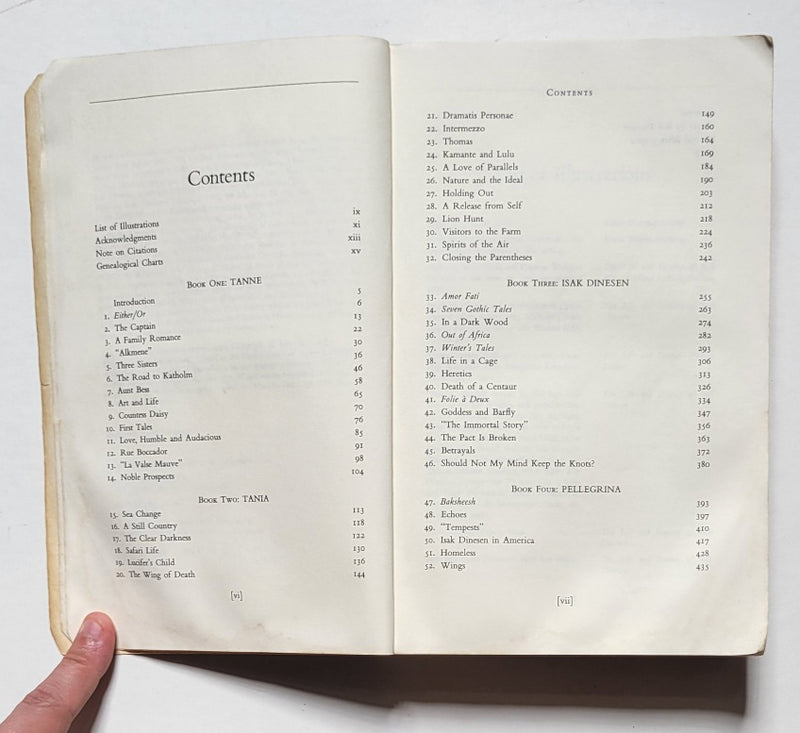 Contents
List of Illustrations ix
Acknowledgments xi
Note on Citations xiii
Genealogical Charts xv
Book One: TANNE
Introduction 5
1. Either/Or 6
2. The Captain 13
3. A Family Romance 22
4. "Alkmene" 30
5. Three Sisters 36
6. The Road to Katholm 46
7. Aunt Bess 58
8. Art and Life 65
9. Countess Daisy 70
10. First Tales 76
11. Love, Humble and Audacious 85
12. Rue Boccador 91
13. "La Valse Mauve" 98
14. Noble Prospects 104
Book Two: TANIA
15. Sea Change 113
16. A Still Country 118
17. The Clear Darkness 122
18. Safari Life 130
19. Lucifer's Child 136
20. The Wing of Death 144
[vi]
Contents
21. Dramatis Personae 149
22. Intermezzo 160
23. Thomas 164
24. Kamante and Lulu 169
25. A Love of Parallels 184
26. Nature and the Ideal 190
27. Holding Out 203
28. A Release from Self 212
29. Lion Hunt 218
30. Visitors to the Farm 224
31. Spirits of the Air 236
32. Closing the Parentheses 242
Book Three: ISAK DINESEN
33. Amor Fati 255
34. Seven Gothic Tales 263
35. In a Dark Wood 274
36. Out of Africa 282
37. Winter's Tales 293
38. Life in a Cage 306
39. Heretics 313
40. Death of a Centaur 326
41. Folie à Deux 334
42. Goddess and Barfly 347
43. "The Immortal Story" 356
44. The Pact Is Broken 363
45. Betrayals 372
46. Should Not My Mind Keep the Knots? 380
Book Four: PELLEGRINA
47. Baksheesh 393
48. Echoes 397
49. "Tempests" 410
50. Isak Dinesen in America 417
51. Homeless 428
52. Wings 435
[vii]